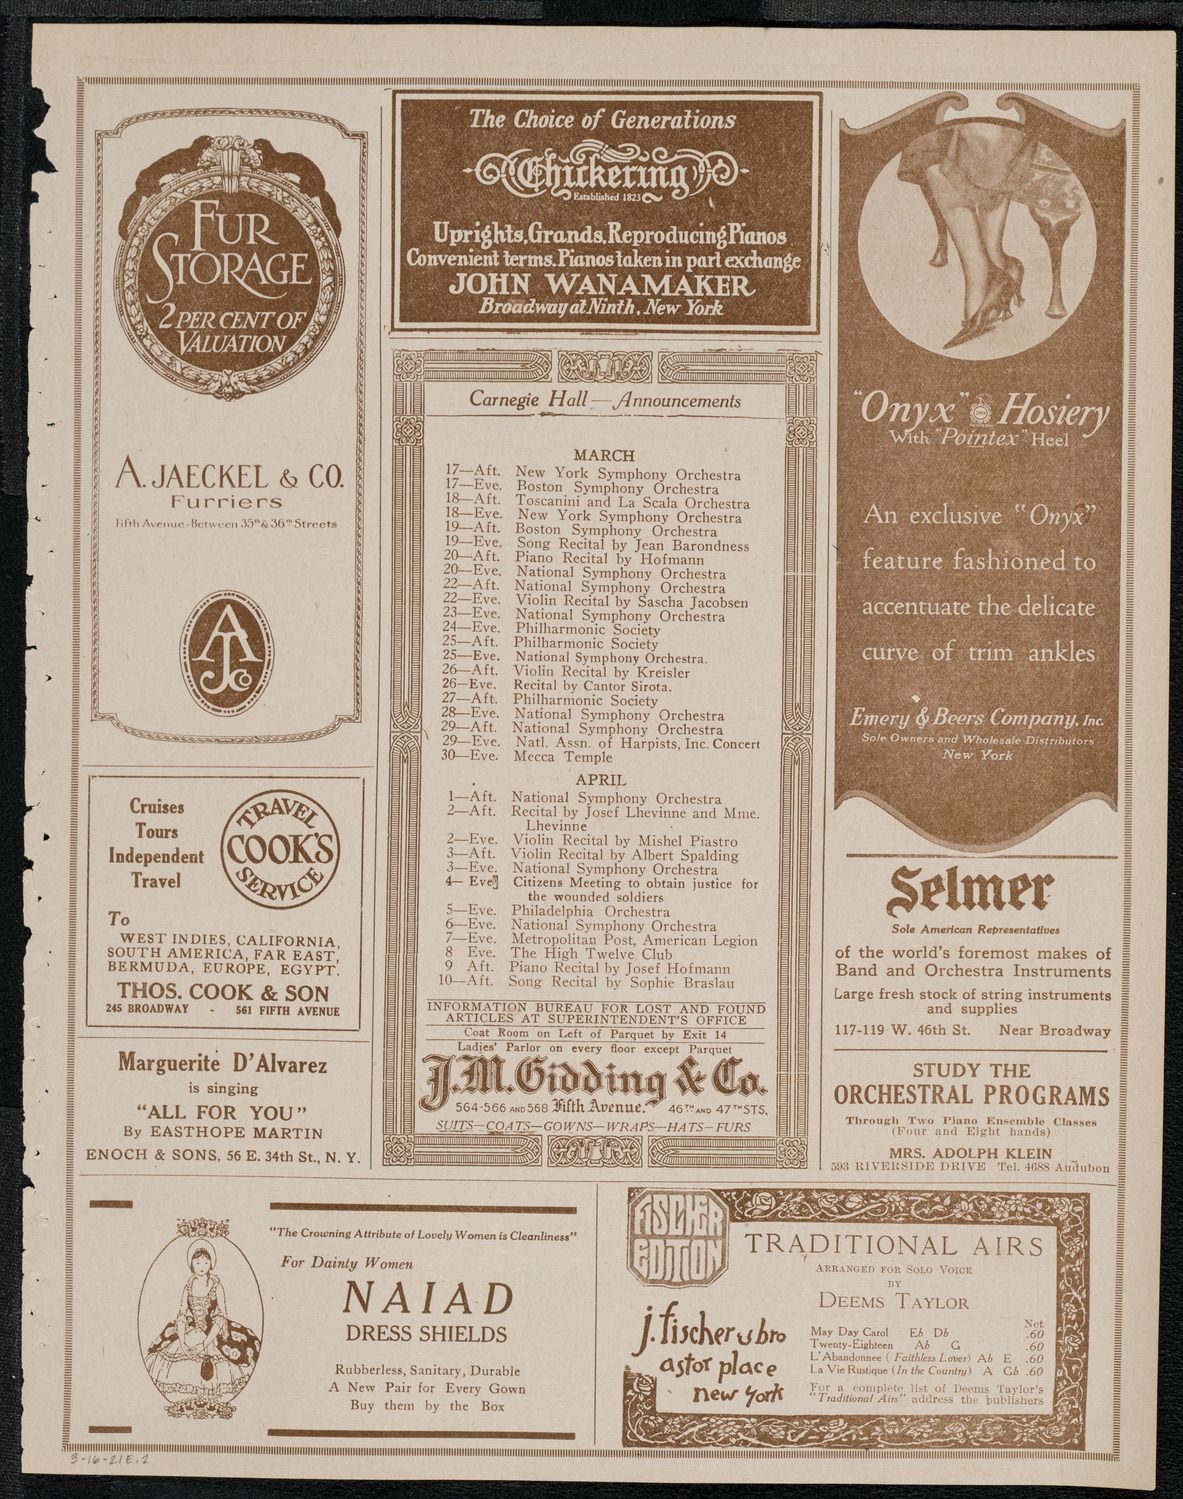 FUR
STORAGE
2 PER CENT OF
VALUATION
A. JAECKEL & CO.
Furriers
Fifth Avenue-Between 35th & 36th Streets
A J Co
Cruises
Tours
Independent
Travel
TRAVEL
COOK'S
SERVICE
To
WEST INDIES, CALIFORNIA,
SOUTH AMERICA, FAR EAST,
BERMUDA, EUROPE, EGYPT.
THOS. COOK & SON
245 BROADWAY - 561 FIFTH AVENUE
Marguerite D'Alvarez
is singing
"ALL FOR YOU"
By EASTHOPE MARTIN
ENOCH & SONS, 56 E. 34th St., N. Y.
The Choice of Generations
Chickering
Established 1823
Uprights, Grands, Reproducing Pianos
Convenient terms. Pianos taken in part exchange
JOHN WANAMAKER
Broadway at Ninth, New York
Carnegie Hall — Announcements
MARCH
17—Aft. New York Symphony Orchestra
17—Eve. Boston Symphony Orchestra
18—Aft. Toscanini and La Scala Orchestra
18—Eve. New York Symphony Orchestra
19—Aft. Boston Symphony Orchestra
19—Eve. Song Recital by Jean Barondness
20—Aft. Piano Recital by Hofmann
20—Eve. National Symphony Orchestra
22—Aft. National Symphony Orchestra
22—Eve. Violin Recital by Sascha Jacobsen
23—Eve. National Symphony Orchestra
24—Eve. Philharmonic Society
25—Aft. Philharmonic Society
25—Eve. National Symphony Orchestra.
26—Aft. Violin Recital by Kreisler
26—Eve. Recital by Cantor Sirota.
27—Aft. Philharmonic Society
28—Eve. National Symphony Orchestra
29—Aft. National Symphony Orchestra
29—Eve. Natl. Assn. of Harpists, Inc. Concert
30—Eve. Mecca Temple
APRIL
1—Aft. National Symphony Orchestra
2—Aft. Recital by Josef Lhevinne and Mme.
Lhevinne
2—Eve. Violin Recital by Mishel Piastro
3—Aft. Violin Recital by Albert Spalding
3—Eve. National Symphony Orchestra
4— Eve. Citizens Meeting to obtain justice for
the wounded soldiers
5—Eve. Philadelphia Orchestra
6—Eve. National Symphony Orchestra
7—Eve. Metropolitan Post, American Legion
8 Eve. The High Twelve Club
9 Aft. Piano Recital by Josef Hofmann
10—Aft. Song Recital by Sophie Braslau
INFORMATION BUREAU FOR LOST AND FOUND
ARTICLES AT SUPERINTENDENT'S OFFICE
Coat Room on Left of Parquet by Exit 14
Ladies' Parlor on every floor except Parquet
J.M. Gidding & Co.
564-566 AND 568 Fifth Avenue. 46TH AND 47TH STS.
SUITS—COATS—GOWNS—WRAPS—HATS—FURS
"Onyx" Hosiery
With "Pointex" Heel
An exclusive "Onyx"
feature fashioned to
accentuate the delicate
curve of trim ankles
Emery & Beers Company, Inc.
Sole Owners and Wholesale Distributors
New York
Selmer
Sole American Representatives
of the world's foremost makes of
Band and Orchestra Instruments
Large fresh stock of string instruments
and supplies
117-119 W. 46th St. Near Broadway
STUDY THE
ORCHESTRAL PROGRAMS
Through Two Piano Ensemble Classes
(Four and Eight hands)
MRS. ADOLPH KLEIN
593 RIVERSIDE DRIVE Tel. 4688 Audubon
"The Crowning Attribute of Lovely Women is Cleanliness"
For Dainty Women
NAIAD
DRESS SHIELDS
Rubberless, Sanitary, Durable
A New Pair for Every Gown
Buy them by the Box
FISCHER
EDITION
TRADITIONAL AIRS
ARRANGED FOR SOLO VOICE
BY
DEEMS TAYLOR
j. fischer & bro
astor place
new york
Net
May Day Carol Eb Db .60
Twenty-Eighteen Ab G .60
L'Abandonnee (Faithless Lover) Ab E .60
La Vie Rustique (In the Country) A Gb .60
For a complete list of Deems Taylor's
"Traditional Airs" address the publishers
3-16-21E.2